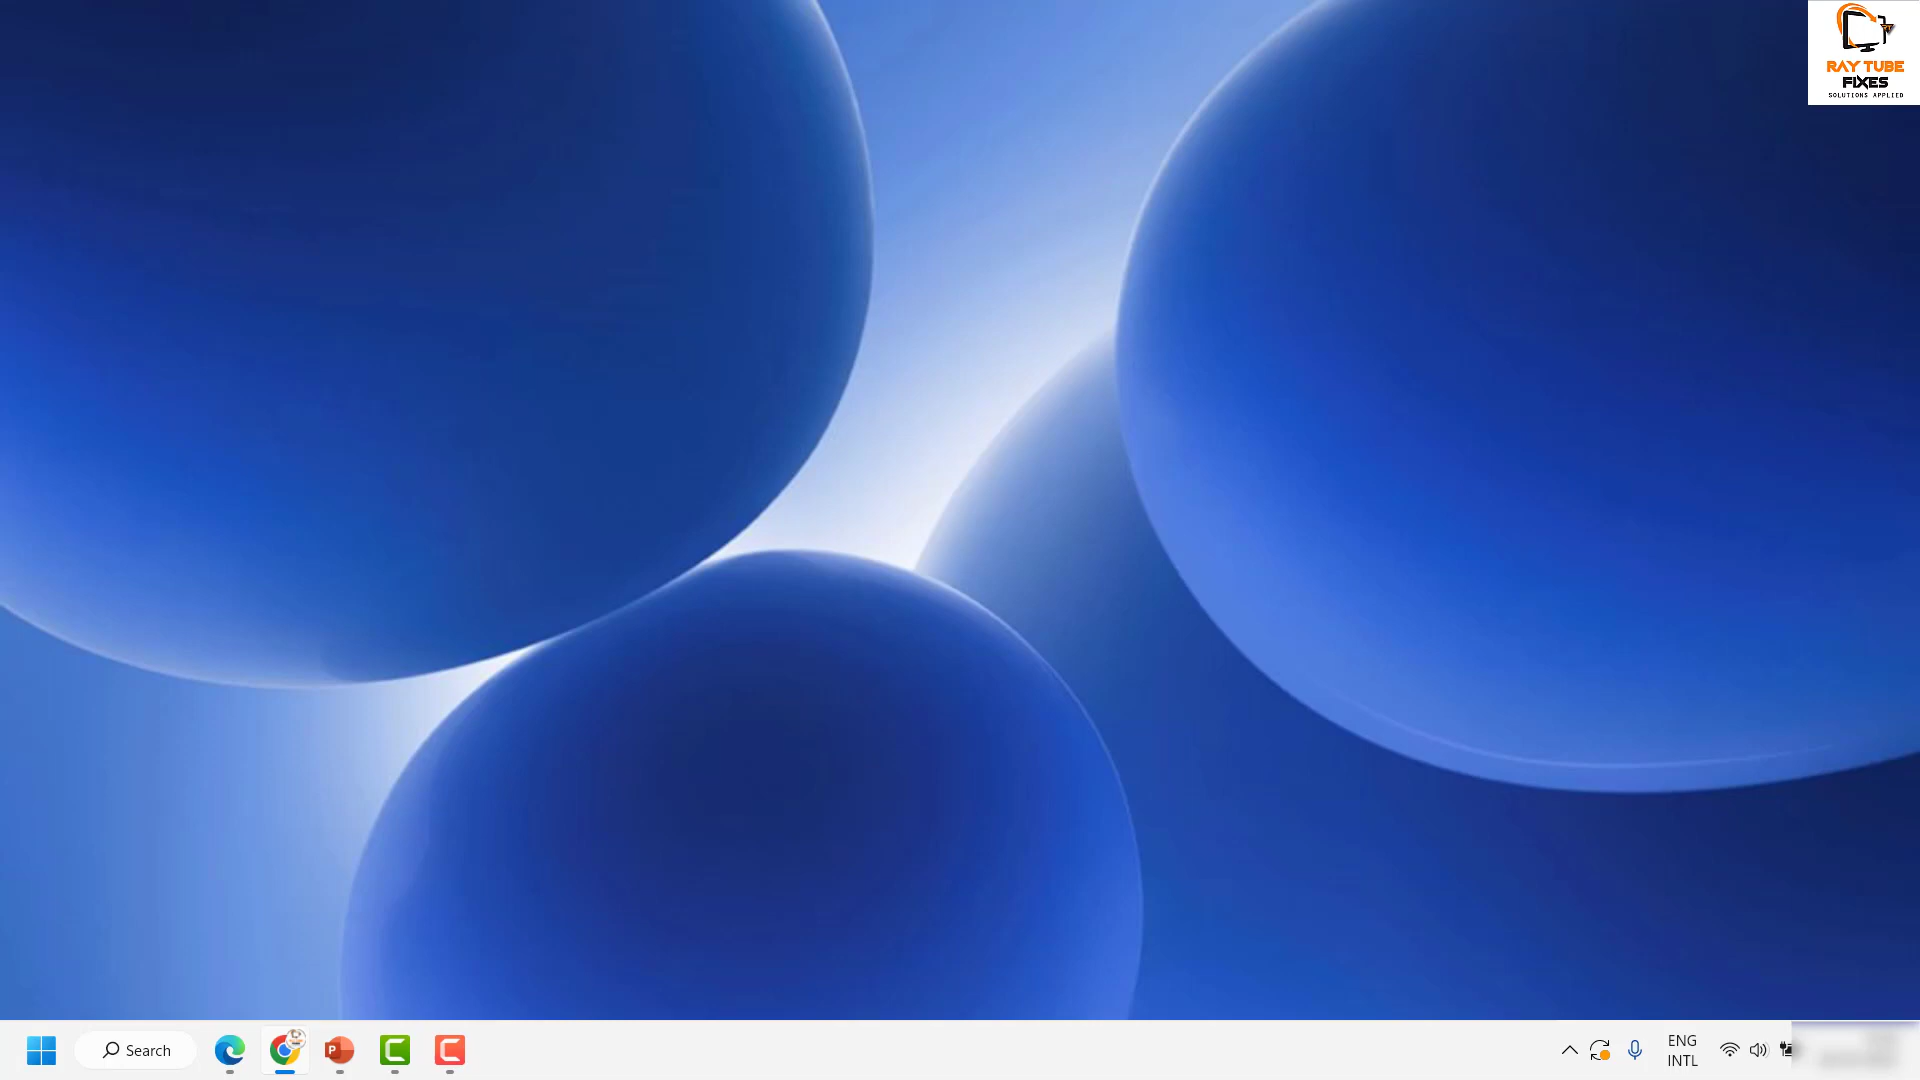 RAY TUBE
FIXES
SOLUTIONS APPLIED
Search
ENG
INTL